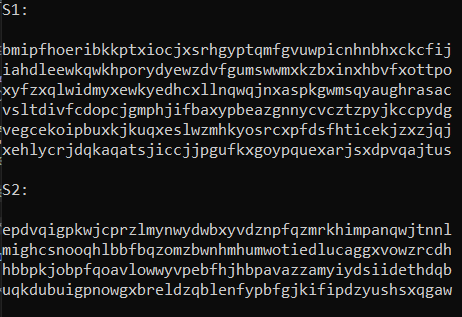 S1:
bmipfhoeribkkptxiocjxsrhgyptqmfgvuwpicnhnbhxckcfij
iahdleewkqwkhporydyewzdvfgumswwmxkzbxinxhbvfxottpo
xyfzxqlwidmyxewkyedhcxllnqwqjnxaspkgwmsqyaughrasac
vsltdivfcdopcjgmphjifbaxypbeazgnnycvcztzpyjkccpydg
vegcekoipbuxkjkuqxeslwzmhkyosrcxpfdsfhticekjzxzjqj
xehlycrjdqkaqatsjiccjjpgufkxgoypquexarjsxdpvqajtus
S2:
epdvqigpkwjcprzlmynwydwbxyvdznpfqzmrkhimpanqwjtnnl
mighcsnooqhlbbfbqzomzbwnhmhumwotiedlucaggxvowzrcdh
hbbpkjobpfqoavlowwyvpebfhjhbpavazzamyiydsiidethdqb
uqkdubuigpnowgxbreldzqblenfypbfgjkifipdzyushsxqgaw